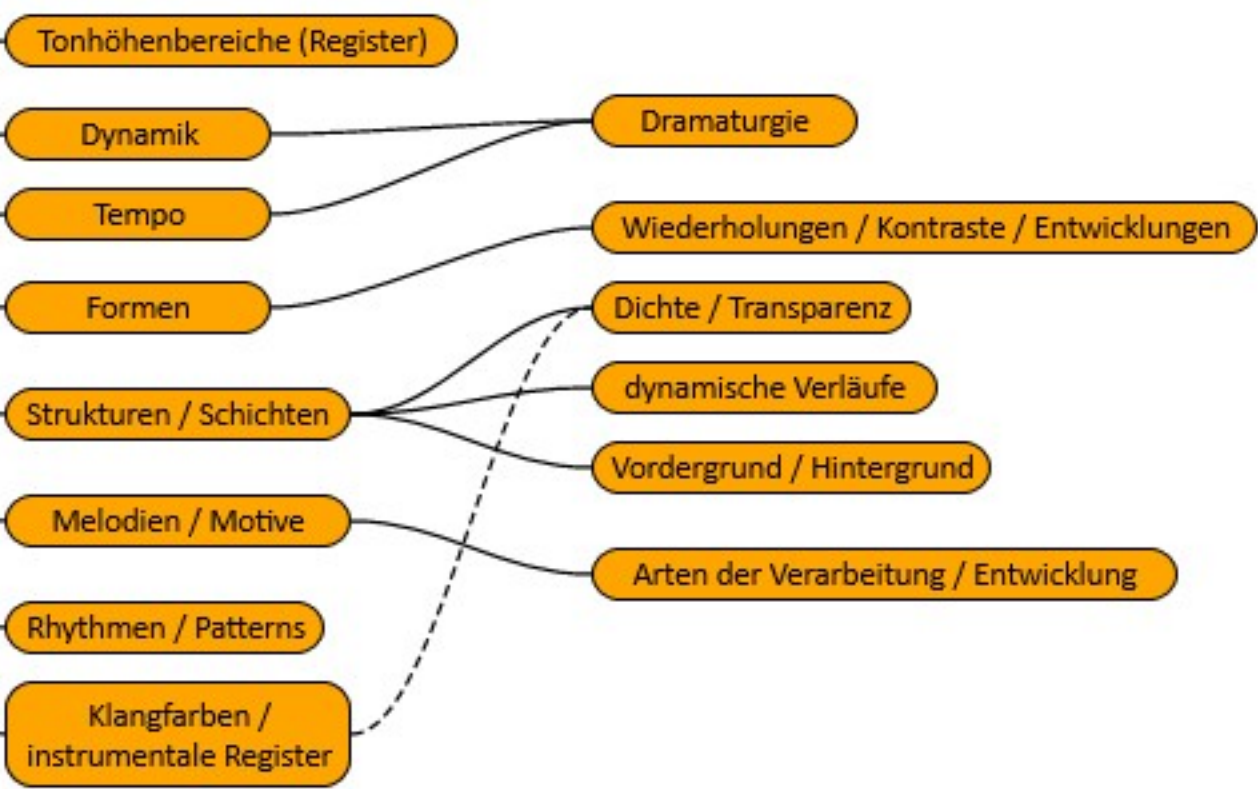 Tonhöhenbereiche (Register)
Dynamik
Dramaturgie
Tempo
Wiederholungen / Kontraste / Entwicklungen
Formen
Dichte / Transparenz
dynamische Verläufe
Strukturen / Schichten
Vordergrund / Hintergrund
Melodien / Motive
Arten der Verarbeitung / Entwicklung
Rhythmen / Patterns
Klangfarben /
instrumentale Register